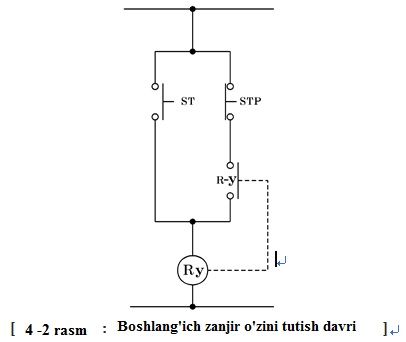 ST
STP
R-y
Ry
[ 4 -2 rasm : Boshlang'ich zanjir o'zini tutish davri ]